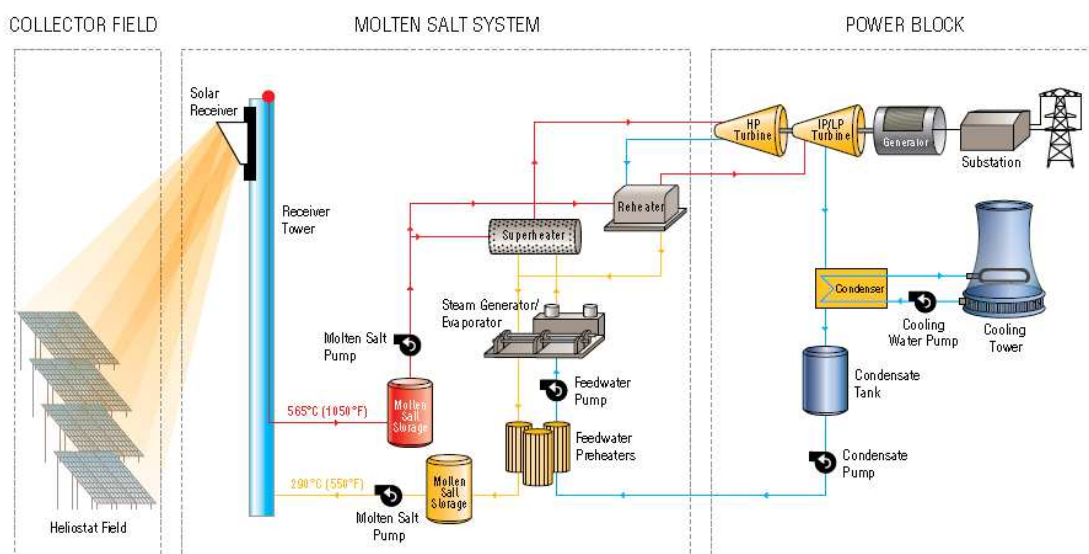 COLLECTOR FIELD
MOLTEN SALT SYSTEM
POWER BLOCK
Solar
Receiver
HP
Turbine
IP/LP
Turbine
Generator
Substation
Receiver
Tower
Reheater
Superheater
Condenser
Steam Generator/
Evaporator
Cooling
Water Pump
Cooling
Tower
Molten Salt
Pump
Feedwater
Pump
Condensate
Tank
565°C (1050°F)
Molten
Salt
Storage
Feedwater
Preheaters
Condensate
Pump
290°C (550°F)
Molten
Salt
Storage
Molten Salt
Pump
Heliostat Field